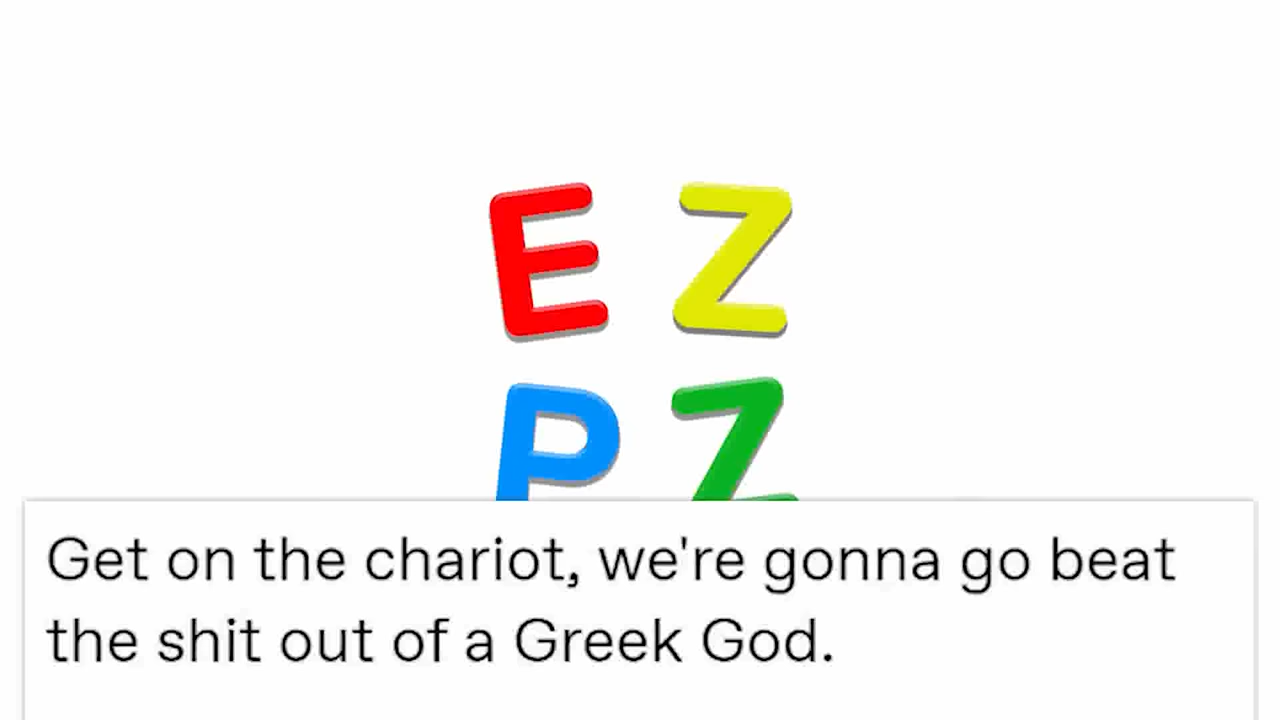 E Z
P Z
Get on the chariot, we're gonna go beat
the shit out of a Greek God.